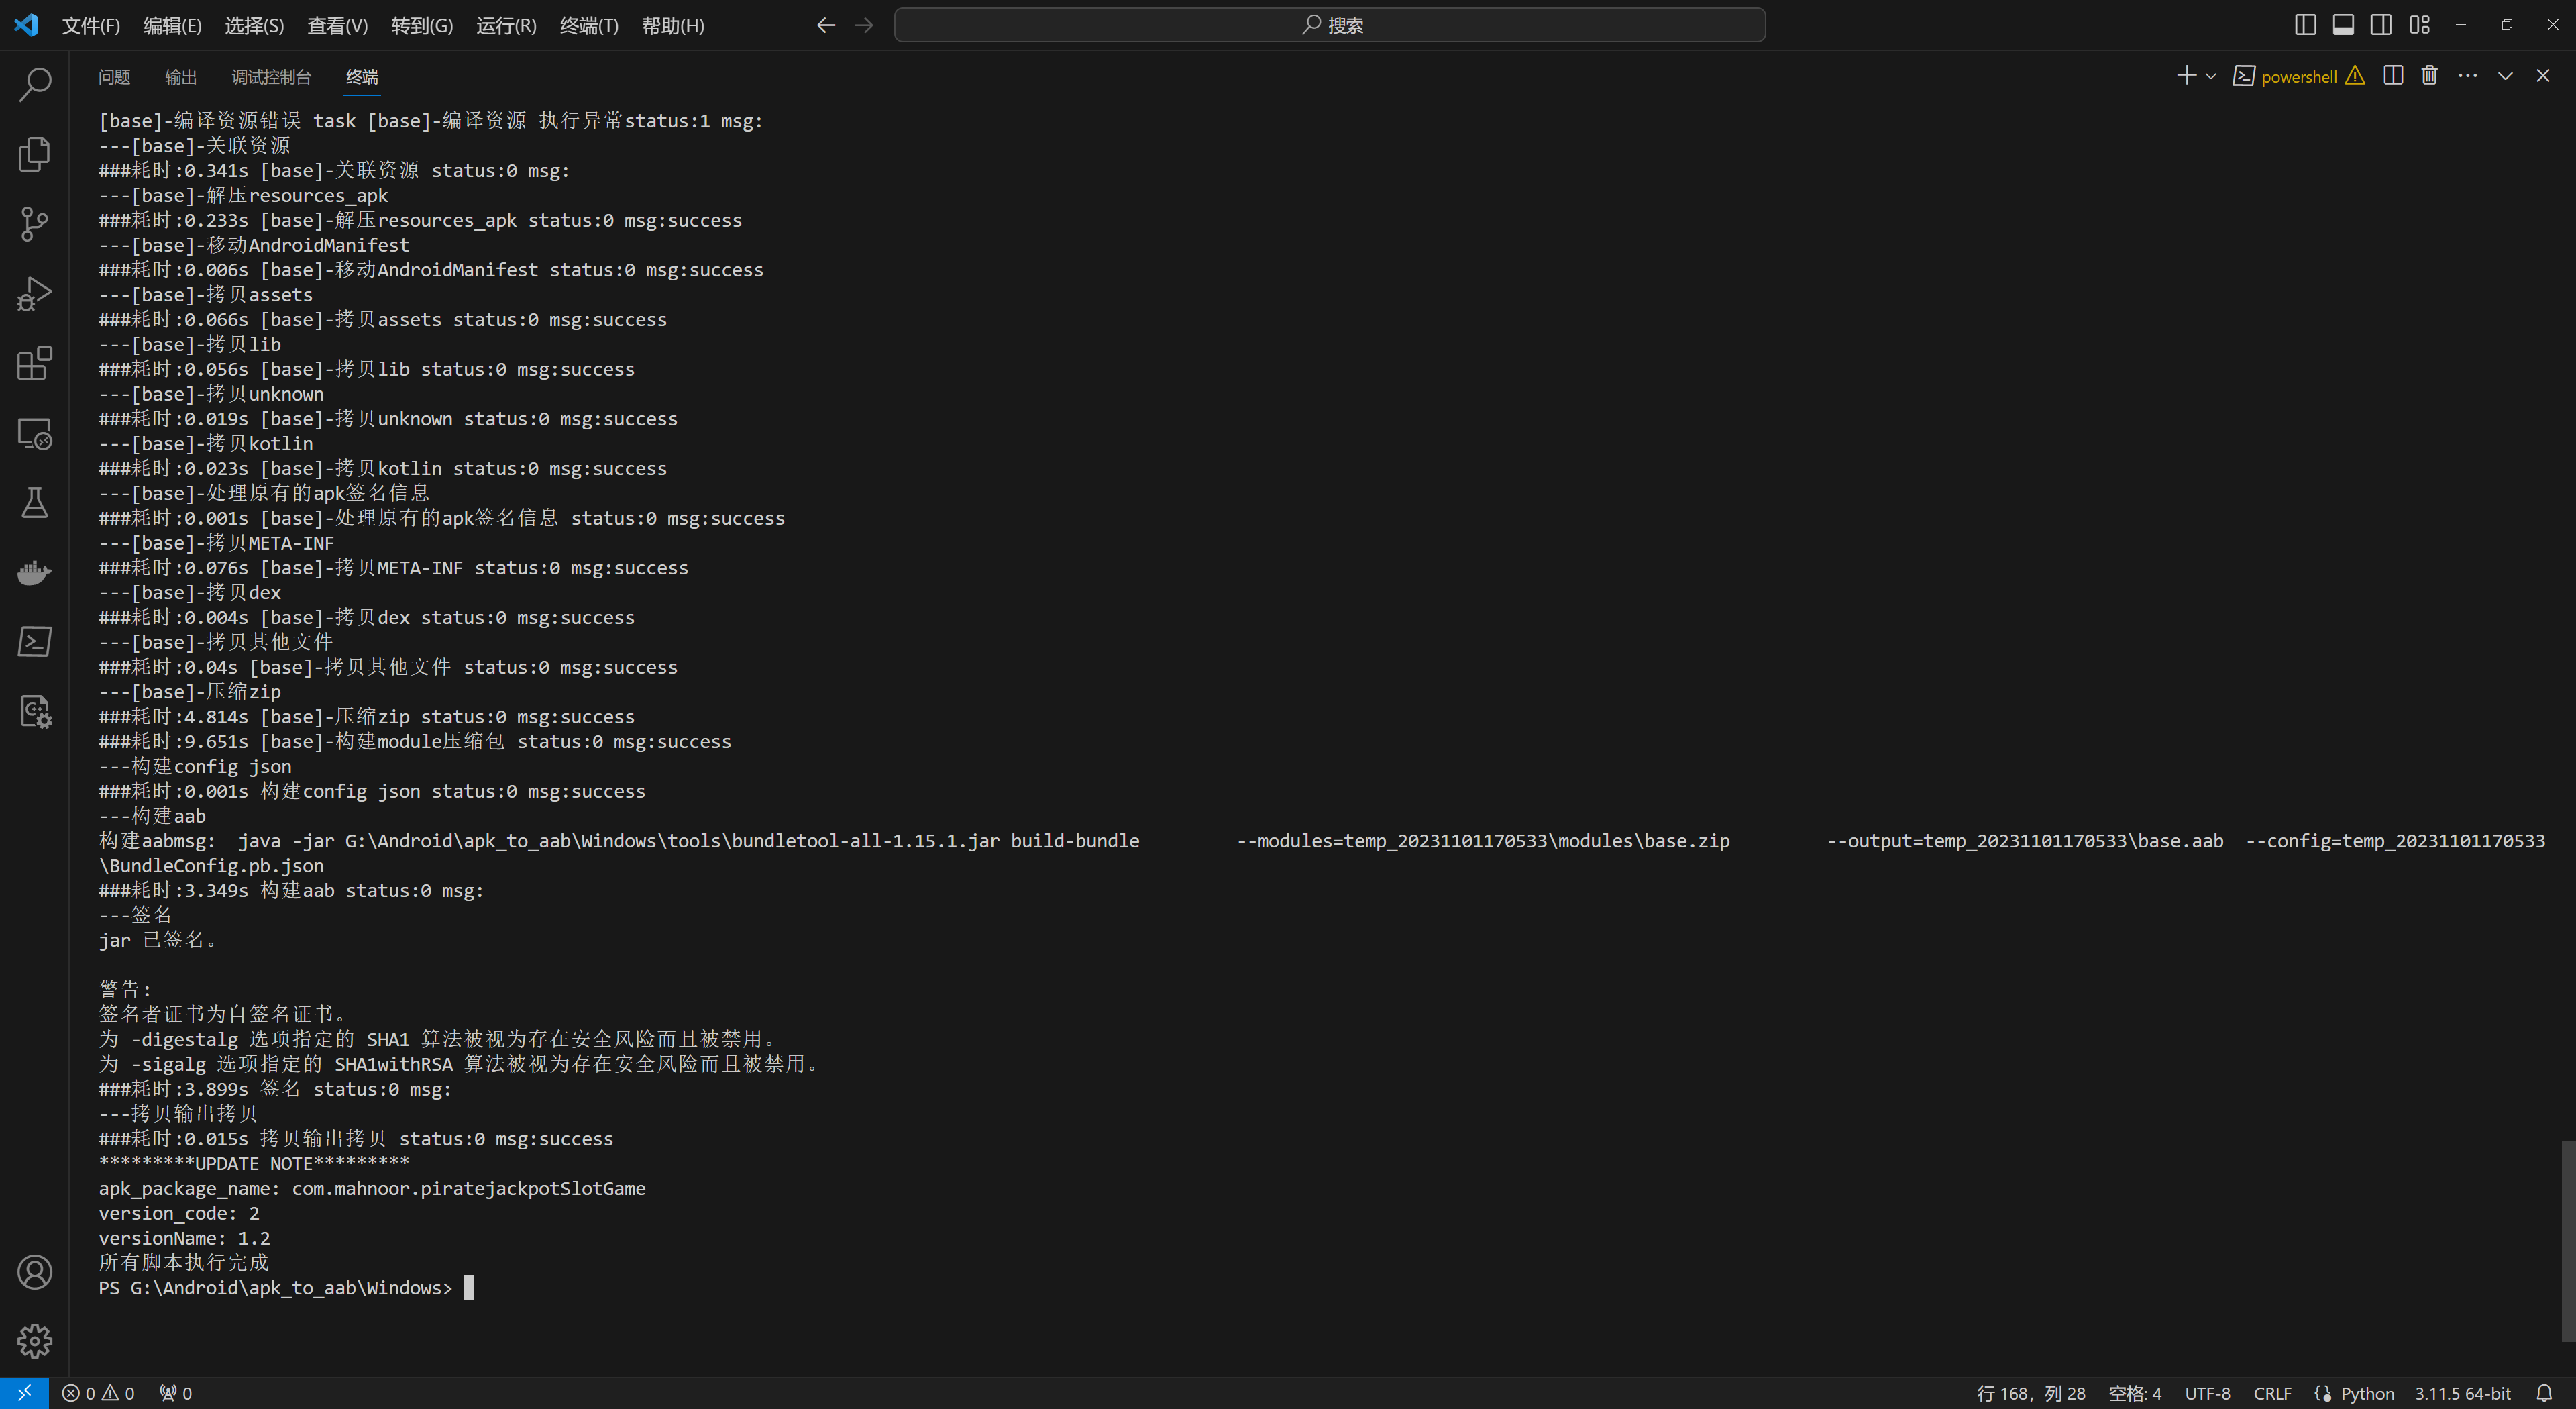 文件(F) 编辑(E) 选择(S) 查看(V) 转到(G) 运行(R) 终端(T) 帮助(H) 搜索
问题 输出 调试控制台 终端 powershell
[base]-编译资源错误 task [base]-编译资源 执行异常status:1 msg:
---[base]-关联资源
###耗时:0.341s [base]-关联资源 status:0 msg:
---[base]-解压resources_apk
###耗时:0.233s [base]-解压resources_apk status:0 msg:success
---[base]-移动AndroidManifest
###耗时:0.006s [base]-移动AndroidManifest status:0 msg:success
---[base]-拷贝assets
###耗时:0.066s [base]-拷贝assets status:0 msg:success
---[base]-拷贝lib
###耗时:0.056s [base]-拷贝lib status:0 msg:success
---[base]-拷贝unknown
###耗时:0.019s [base]-拷贝unknown status:0 msg:success
---[base]-拷贝kotlin
###耗时:0.023s [base]-拷贝kotlin status:0 msg:success
---[base]-处理原有的apk签名信息
###耗时:0.001s [base]-处理原有的apk签名信息 status:0 msg:success
---[base]-拷贝META-INF
###耗时:0.076s [base]-拷贝META-INF status:0 msg:success
---[base]-拷贝dex
###耗时:0.004s [base]-拷贝dex status:0 msg:success
---[base]-拷贝其他文件
###耗时:0.04s [base]-拷贝其他文件 status:0 msg:success
---[base]-压缩zip
###耗时:4.814s [base]-压缩zip status:0 msg:success
###耗时:9.651s [base]-构建module压缩包 status:0 msg:success
---构建config json
###耗时:0.001s 构建config json status:0 msg:success
---构建aab
构建aabmsg:  java -jar G:\Android\apk_to_aab\Windows\tools\bundletool-all-1.15.1.jar build-bundle         --modules=temp_20231101170533\modules\base.zip         --output=temp_20231101170533\base.aab  --config=temp_20231101170533
\BundleConfig.pb.json
###耗时:3.349s 构建aab status:0 msg:
---签名
jar 已签名。
警告:
签名者证书为自签名证书。
为 -digestalg 选项指定的 SHA1 算法被视为存在安全风险而且被禁用。
为 -sigalg 选项指定的 SHA1withRSA 算法被视为存在安全风险而且被禁用。
###耗时:3.899s 签名 status:0 msg:
---拷贝输出拷贝
###耗时:0.015s 拷贝输出拷贝 status:0 msg:success
*********UPDATE NOTE*********
apk_package_name: com.mahnoor.piratejackpotSlotGame
version_code: 2
versionName: 1.2
所有脚本执行完成
PS G:\Android\apk_to_aab\Windows>
0 0 0 行 168，列 28 空格: 4 UTF-8 CRLF Python 3.11.5 64-bit